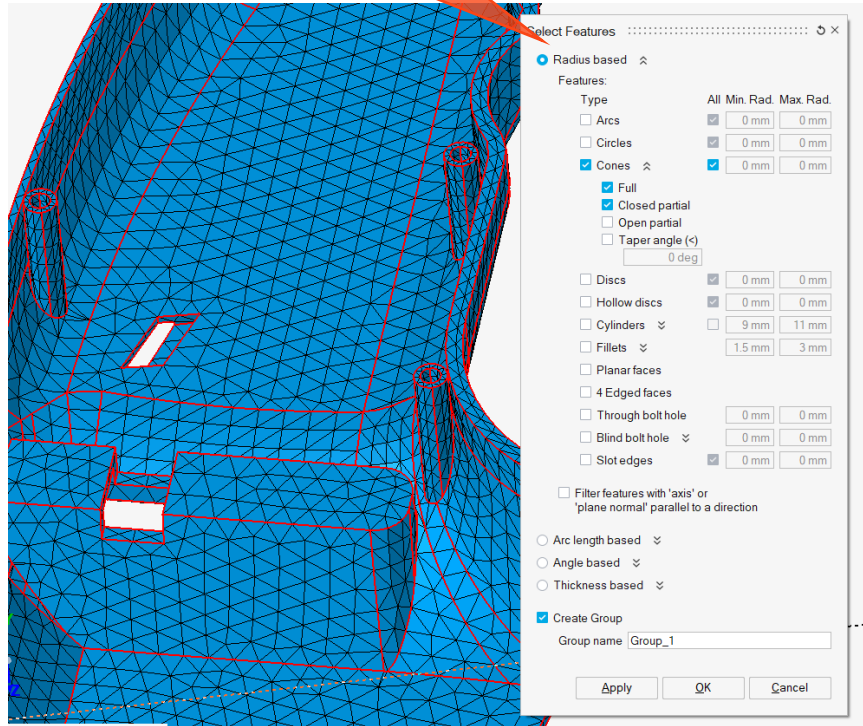 Select Features
Radius based
Features:
Type All Min. Rad. Max. Rad.
Arcs 0 mm 0 mm
Circles 0 mm 0 mm
Cones 0 mm 0 mm
Full
Closed partial
Open partial
Taper angle (<)
0 deg
Discs 0 mm 0 mm
Hollow discs 0 mm 0 mm
Cylinders 9 mm 11 mm
Fillets 1.5 mm 3 mm
Planar faces
4 Edged faces
Through bolt hole 0 mm 0 mm
Blind bolt hole 0 mm 0 mm
Slot edges 0 mm 0 mm
Filter features with 'axis' or
'plane normal' parallel to a direction
Arc length based
Angle based
Thickness based
Create Group
Group name Group_1
Apply OK Cancel